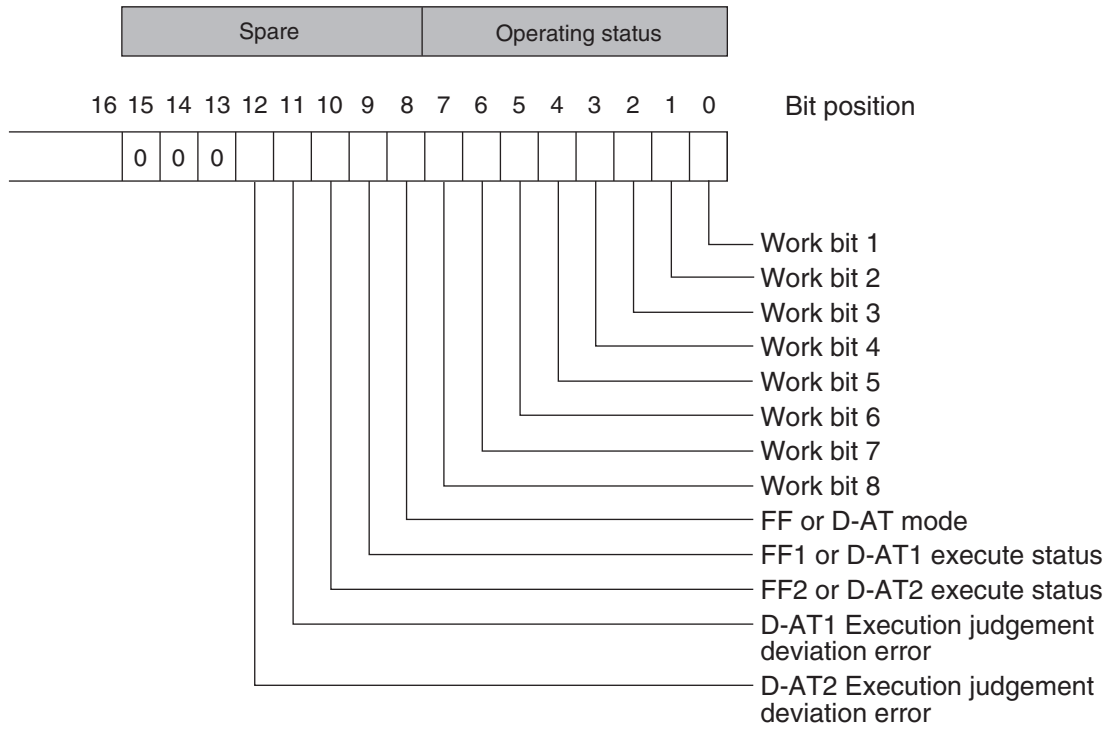 Spare Operating status
16 15 14 13 12 11 10 9 8 7 6 5 4 3 2 1 0 Bit position
0 0 0
Work bit 1
Work bit 2
Work bit 3
Work bit 4
Work bit 5
Work bit 6
Work bit 7
Work bit 8
FF or D-AT mode
FF1 or D-AT1 execute status
FF2 or D-AT2 execute status
D-AT1 Execution judgement
deviation error
D-AT2 Execution judgement
deviation error